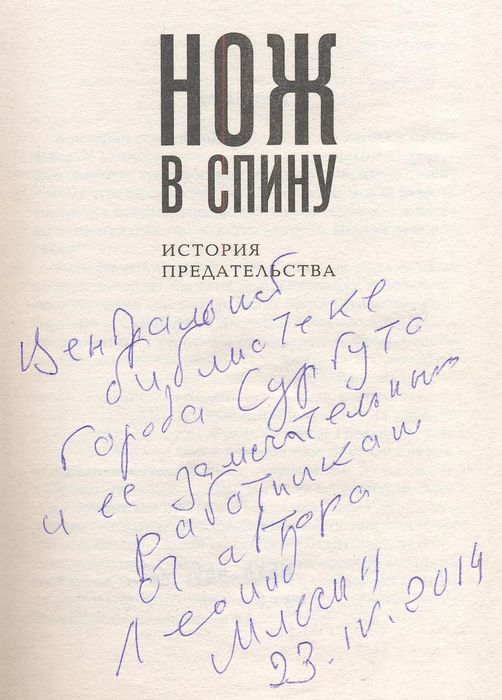 НОЖ
В СПИНУ
ИСТОРИЯ
ПРЕДАТЕЛЬСТВА
Центральной
библиотеке
города Сургута
и ее замечательным
работникам
от автора
Леонид
Млечин
23.IV.2014